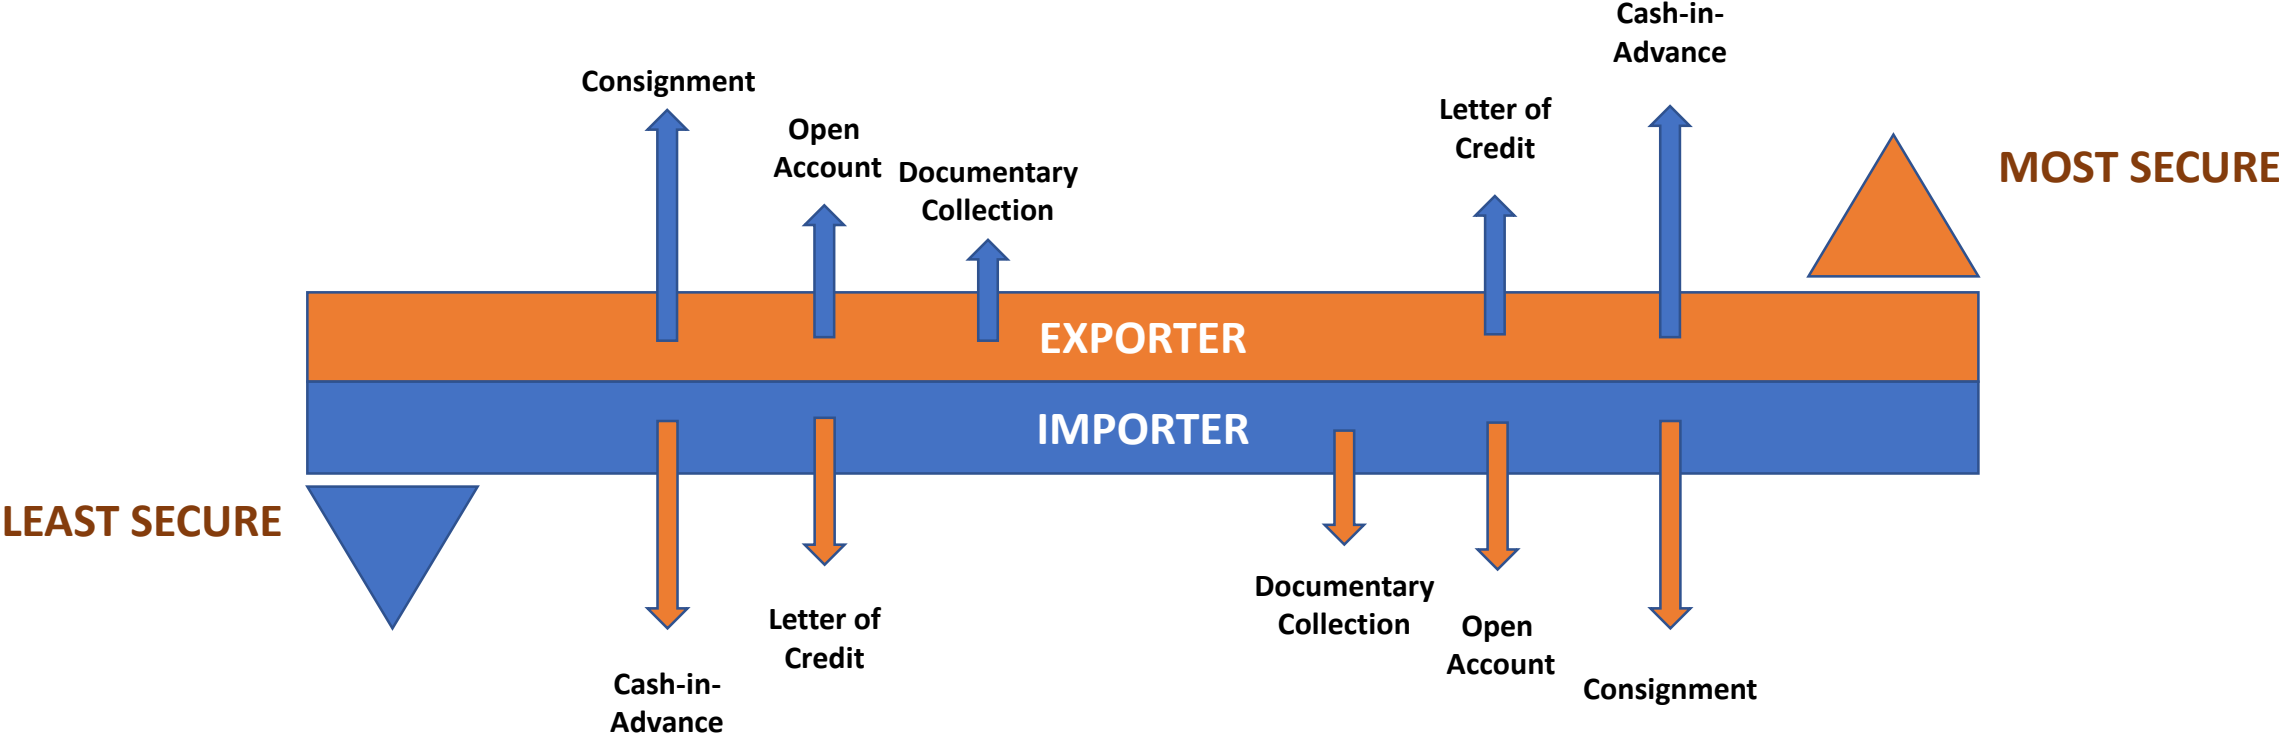 Cash-in-
Advance
Consignment
Letter of
Credit
Open
Account
Documentary
Collection
MOST SECURE
EXPORTER
IMPORTER
LEAST SECURE
Documentary
Collection
Letter of
Credit
Open
Account
Cash-in-
Advance
Consignment